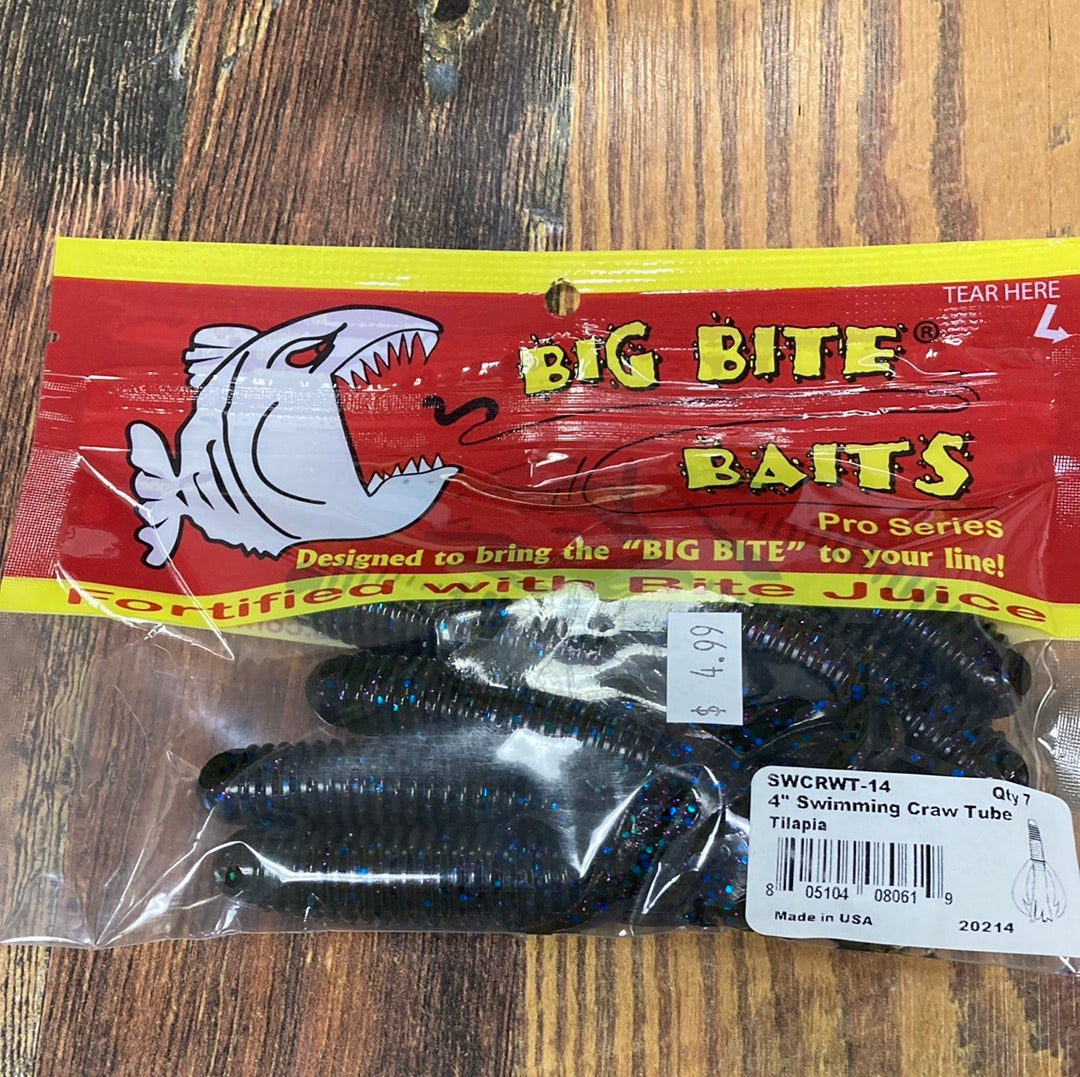 TEAR HERE
BIG BITE®
BAITS
Pro Series
Designed to bring the “BIG BITE” to your line!
Fortified with Bite Juice
$ 4.99
SWCRWT-14 Qty 7
4" Swimming Craw Tube
Tilapia
8 05104 08061 9
Made in USA 20214